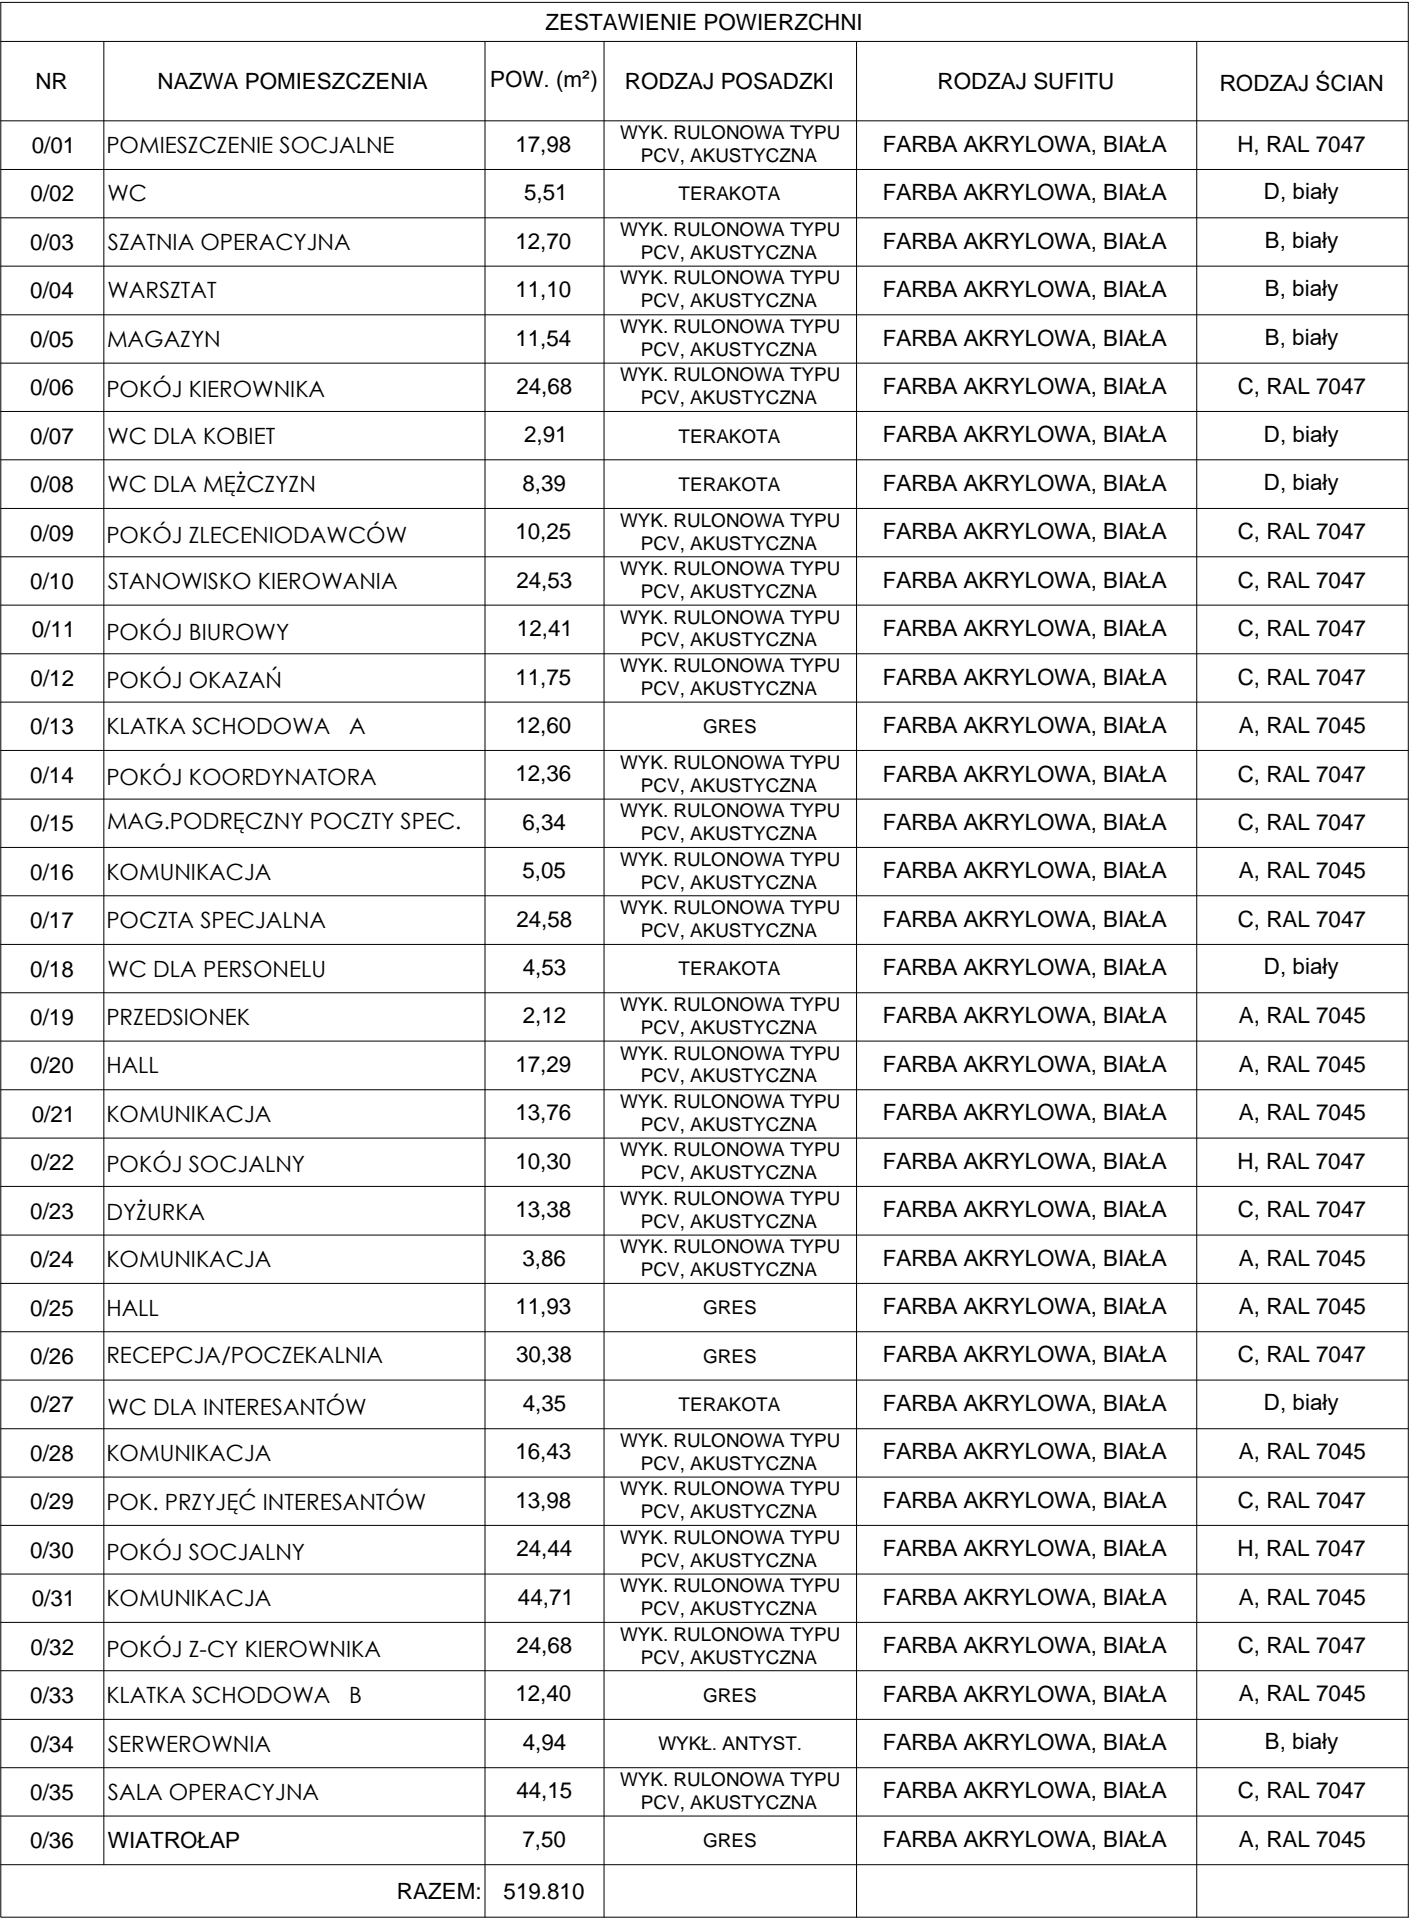 ZESTAWIENIE POWIERZCHNI
NR NAZWA POMIESZCZENIA POW. (m²) RODZAJ POSADZKI RODZAJ SUFITU RODZAJ ŚCIAN
0/01 POMIESZCZENIE SOCJALNE 17,98 WYK. RULONOWA TYPU PCV, AKUSTYCZNA FARBA AKRYLOWA, BIAŁA H, RAL 7047
0/02 WC 5,51 TERAKOTA FARBA AKRYLOWA, BIAŁA D, biały
0/03 SZATNIA OPERACYJNA 12,70 WYK. RULONOWA TYPU PCV, AKUSTYCZNA FARBA AKRYLOWA, BIAŁA B, biały
0/04 WARSZTAT 11,10 WYK. RULONOWA TYPU PCV, AKUSTYCZNA FARBA AKRYLOWA, BIAŁA B, biały
0/05 MAGAZYN 11,54 WYK. RULONOWA TYPU PCV, AKUSTYCZNA FARBA AKRYLOWA, BIAŁA B, biały
0/06 POKÓJ KIEROWNIKA 24,68 WYK. RULONOWA TYPU PCV, AKUSTYCZNA FARBA AKRYLOWA, BIAŁA C, RAL 7047
0/07 WC DLA KOBIET 2,91 TERAKOTA FARBA AKRYLOWA, BIAŁA D, biały
0/08 WC DLA MĘŻCZYZN 8,39 TERAKOTA FARBA AKRYLOWA, BIAŁA D, biały
0/09 POKÓJ ZLECENIODAWCÓW 10,25 WYK. RULONOWA TYPU PCV, AKUSTYCZNA FARBA AKRYLOWA, BIAŁA C, RAL 7047
0/10 STANOWISKO KIEROWANIA 24,53 WYK. RULONOWA TYPU PCV, AKUSTYCZNA FARBA AKRYLOWA, BIAŁA C, RAL 7047
0/11 POKÓJ BIUROWY 12,41 WYK. RULONOWA TYPU PCV, AKUSTYCZNA FARBA AKRYLOWA, BIAŁA C, RAL 7047
0/12 POKÓJ OKAZAŃ 11,75 WYK. RULONOWA TYPU PCV, AKUSTYCZNA FARBA AKRYLOWA, BIAŁA C, RAL 7047
0/13 KLATKA SCHODOWA A 12,60 GRES FARBA AKRYLOWA, BIAŁA A, RAL 7045
0/14 POKÓJ KOORDYNATORA 12,36 WYK. RULONOWA TYPU PCV, AKUSTYCZNA FARBA AKRYLOWA, BIAŁA C, RAL 7047
0/15 MAG.PODRĘCZNY POCZTY SPEC. 6,34 WYK. RULONOWA TYPU PCV, AKUSTYCZNA FARBA AKRYLOWA, BIAŁA C, RAL 7047
0/16 KOMUNIKACJA 5,05 WYK. RULONOWA TYPU PCV, AKUSTYCZNA FARBA AKRYLOWA, BIAŁA A, RAL 7045
0/17 POCZTA SPECJALNA 24,58 WYK. RULONOWA TYPU PCV, AKUSTYCZNA FARBA AKRYLOWA, BIAŁA C, RAL 7047
0/18 WC DLA PERSONELU 4,53 TERAKOTA FARBA AKRYLOWA, BIAŁA D, biały
0/19 PRZEDSIONEK 2,12 WYK. RULONOWA TYPU PCV, AKUSTYCZNA FARBA AKRYLOWA, BIAŁA A, RAL 7045
0/20 HALL 17,29 WYK. RULONOWA TYPU PCV, AKUSTYCZNA FARBA AKRYLOWA, BIAŁA A, RAL 7045
0/21 KOMUNIKACJA 13,76 WYK. RULONOWA TYPU PCV, AKUSTYCZNA FARBA AKRYLOWA, BIAŁA A, RAL 7045
0/22 POKÓJ SOCJALNY 10,30 WYK. RULONOWA TYPU PCV, AKUSTYCZNA FARBA AKRYLOWA, BIAŁA H, RAL 7047
0/23 DYŻURKA 13,38 WYK. RULONOWA TYPU PCV, AKUSTYCZNA FARBA AKRYLOWA, BIAŁA C, RAL 7047
0/24 KOMUNIKACJA 3,86 WYK. RULONOWA TYPU PCV, AKUSTYCZNA FARBA AKRYLOWA, BIAŁA A, RAL 7045
0/25 HALL 11,93 GRES FARBA AKRYLOWA, BIAŁA A, RAL 7045
0/26 RECEPCJA/POCZEKALNIA 30,38 GRES FARBA AKRYLOWA, BIAŁA C, RAL 7047
0/27 WC DLA INTERESANTÓW 4,35 TERAKOTA FARBA AKRYLOWA, BIAŁA D, biały
0/28 KOMUNIKACJA 16,43 WYK. RULONOWA TYPU PCV, AKUSTYCZNA FARBA AKRYLOWA, BIAŁA A, RAL 7045
0/29 POK. PRZYJĘĆ INTERESANTÓW 13,98 WYK. RULONOWA TYPU PCV, AKUSTYCZNA FARBA AKRYLOWA, BIAŁA C, RAL 7047
0/30 POKÓJ SOCJALNY 24,44 WYK. RULONOWA TYPU PCV, AKUSTYCZNA FARBA AKRYLOWA, BIAŁA H, RAL 7047
0/31 KOMUNIKACJA 44,71 WYK. RULONOWA TYPU PCV, AKUSTYCZNA FARBA AKRYLOWA, BIAŁA A, RAL 7045
0/32 POKÓJ Z-CY KIEROWNIKA 24,68 WYK. RULONOWA TYPU PCV, AKUSTYCZNA FARBA AKRYLOWA, BIAŁA C, RAL 7047
0/33 KLATKA SCHODOWA B 12,40 GRES FARBA AKRYLOWA, BIAŁA A, RAL 7045
0/34 SERWEROWNIA 4,94 WYKŁ. ANTYST. FARBA AKRYLOWA, BIAŁA B, biały
0/35 SALA OPERACYJNA 44,15 WYK. RULONOWA TYPU PCV, AKUSTYCZNA FARBA AKRYLOWA, BIAŁA C, RAL 7047
0/36 WIATROŁAP 7,50 GRES FARBA AKRYLOWA, BIAŁA A, RAL 7045
RAZEM: 519.810